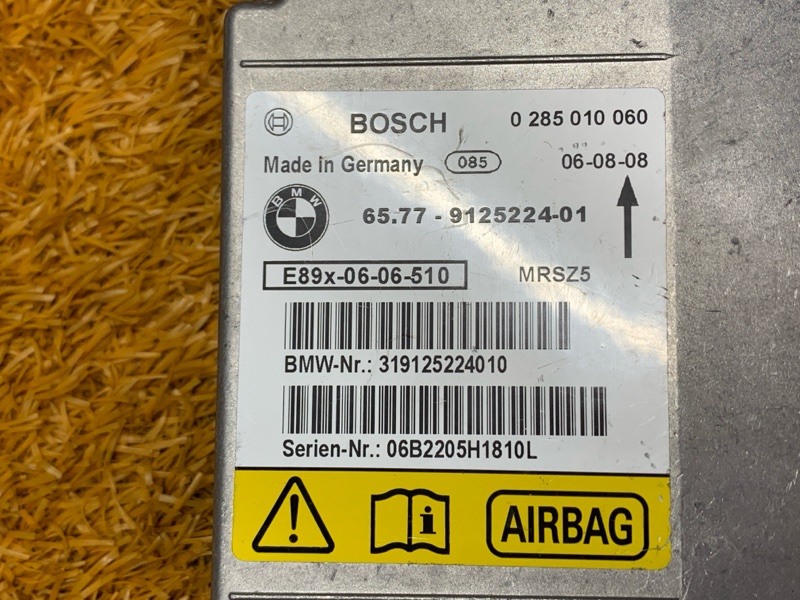 BOSCH 0 285 010 060
Made in Germany 085 06-08-08
BMW 65.77 - 9125224-01
E89x-06-06-510 MRSZ5
BMW-Nr.: 319125224010
Serien-Nr.: 06B2205H1810L
AIRBAG